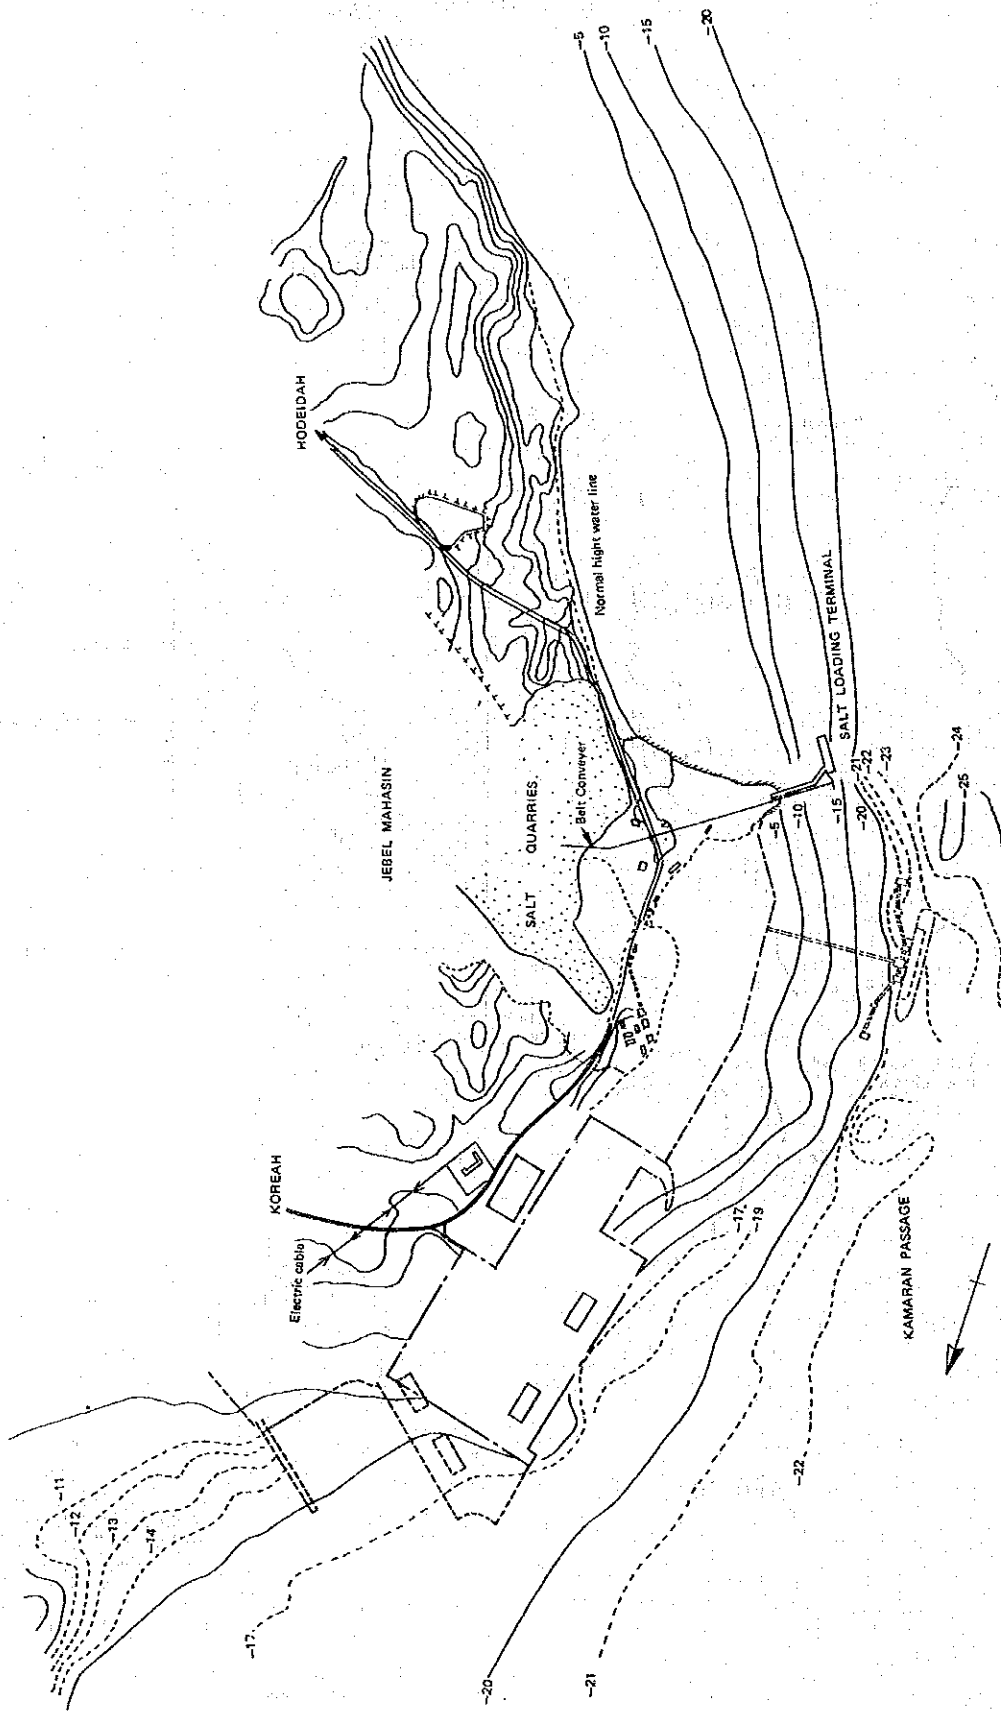 -5
-10
-15
-20
HODEIDAH
Normal hight water line
JEBEL MAHASIN
SALT QUARRIES
Belt Conveyer
SALT LOADING TERMINAL
-5
-10
-15
-20
-21
-22
-23
-24
-25
KOREAH
Electric cable
-17
-19
KAMARAN PASSAGE
-11
-12
-13
-14
-17
-20
-21
-22